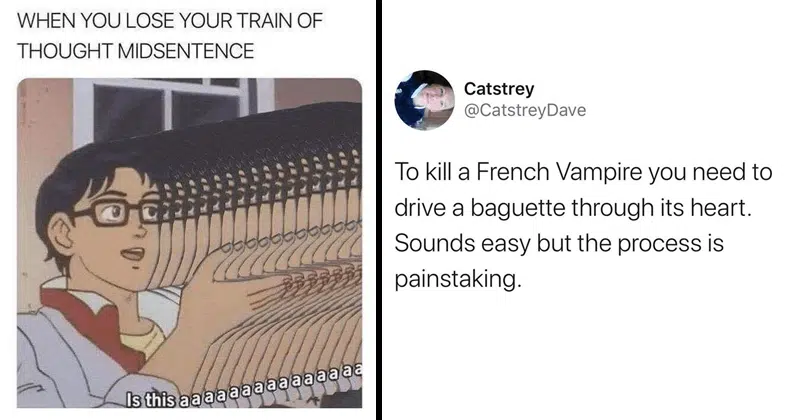 WHEN YOU LOSE YOUR TRAIN OF
THOUGHT MIDSENTENCE
Is this aaaaaaaaaaaaaaaa
Catstrey
@CatstreyDave
To kill a French Vampire you need to
drive a baguette through its heart.
Sounds easy but the process is
painstaking.